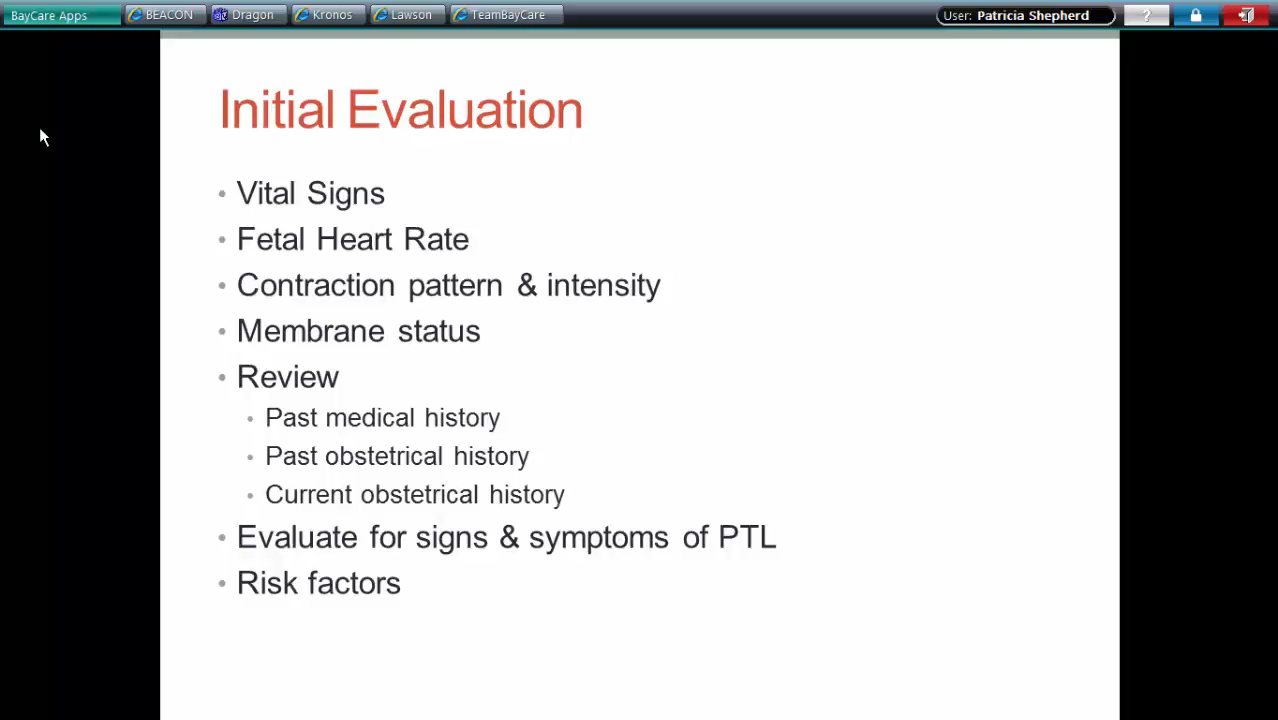 BayCare Apps BEACON Dragon Kronos Lawson TeamBayCare User: Patricia Shepherd ?
Initial Evaluation
• Vital Signs
• Fetal Heart Rate
• Contraction pattern & intensity
• Membrane status
• Review
• Past medical history
• Past obstetrical history
• Current obstetrical history
• Evaluate for signs & symptoms of PTL
• Risk factors